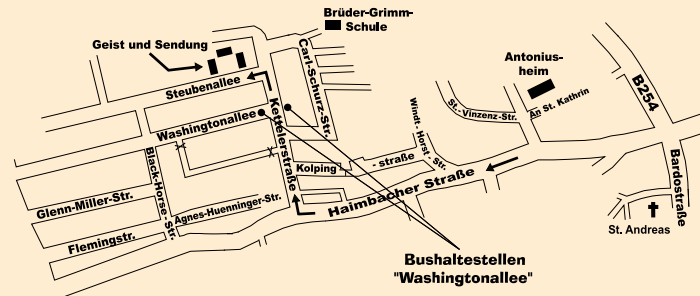 Brüder-Grimm-
Schule
Geist und Sendung
Carl-Schurz-Str.
Antonius-
heim
Steubenallee
B254
An St. Kathrin
St.-Vinzenz-Str.
Windt-Horst-Str.
Washingtonallee
Kettelerstraße
Kolping
- straße
Black-Horse-Str.
Bardostraße
Haimbacher Straße
Glenn-Miller-Str.
Agnes-Huenninger-Str.
Flemingstr.
St. Andreas
Bushaltestellen
"Washingtonallee"